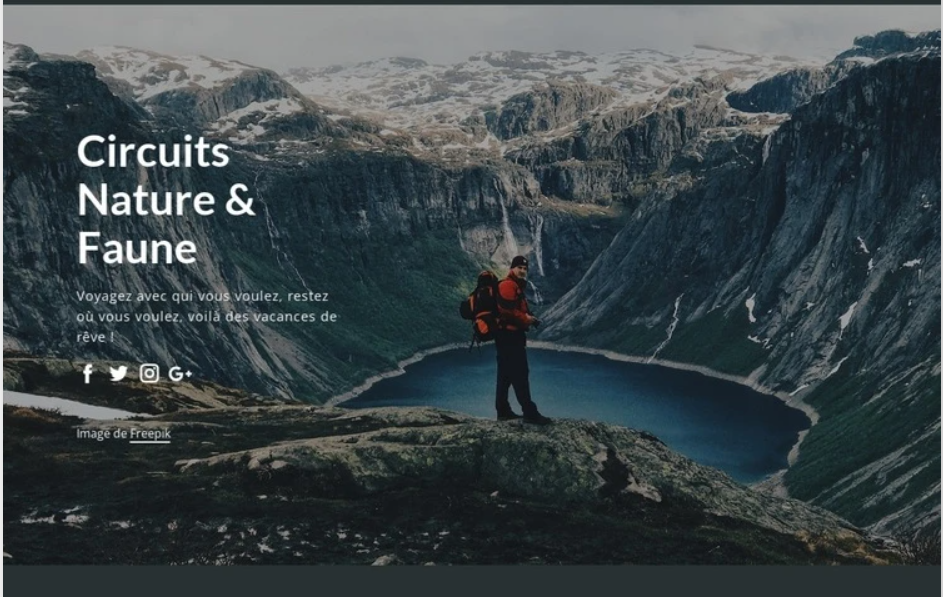 Circuits
Nature &
Faune
Voyagez avec qui vous voulez, restez
où vous voulez, voilà des vacances de
rêve !
Image de Freepik